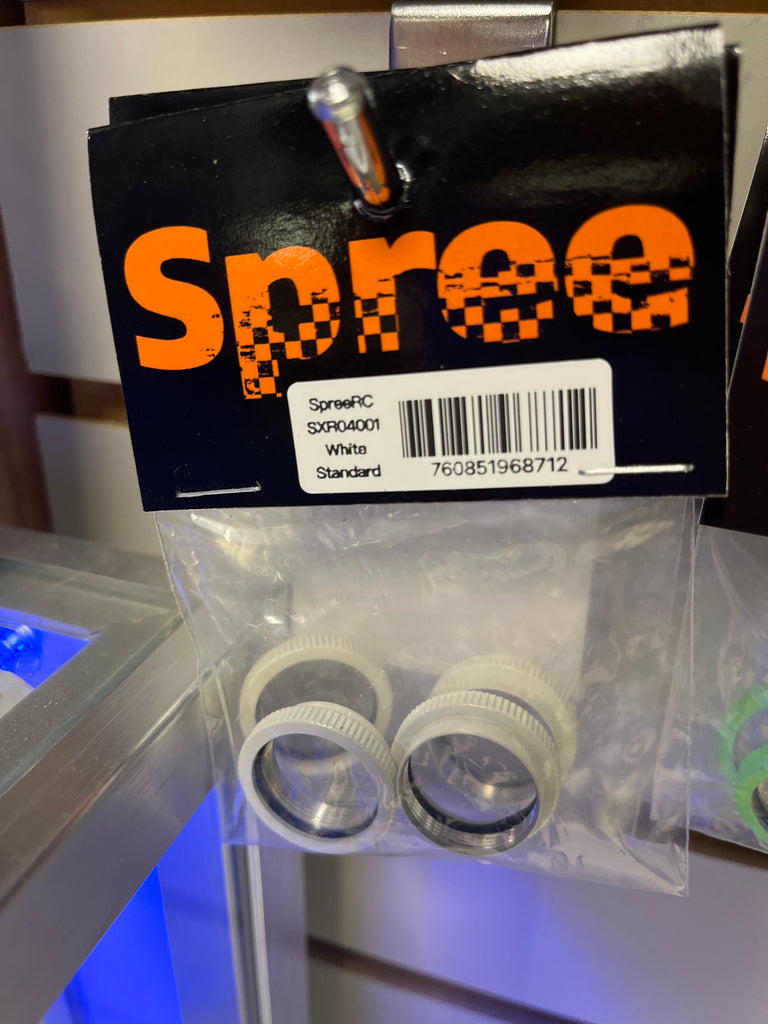 Spree
SpreeRC
SXR04001
White
Standard
760851968712